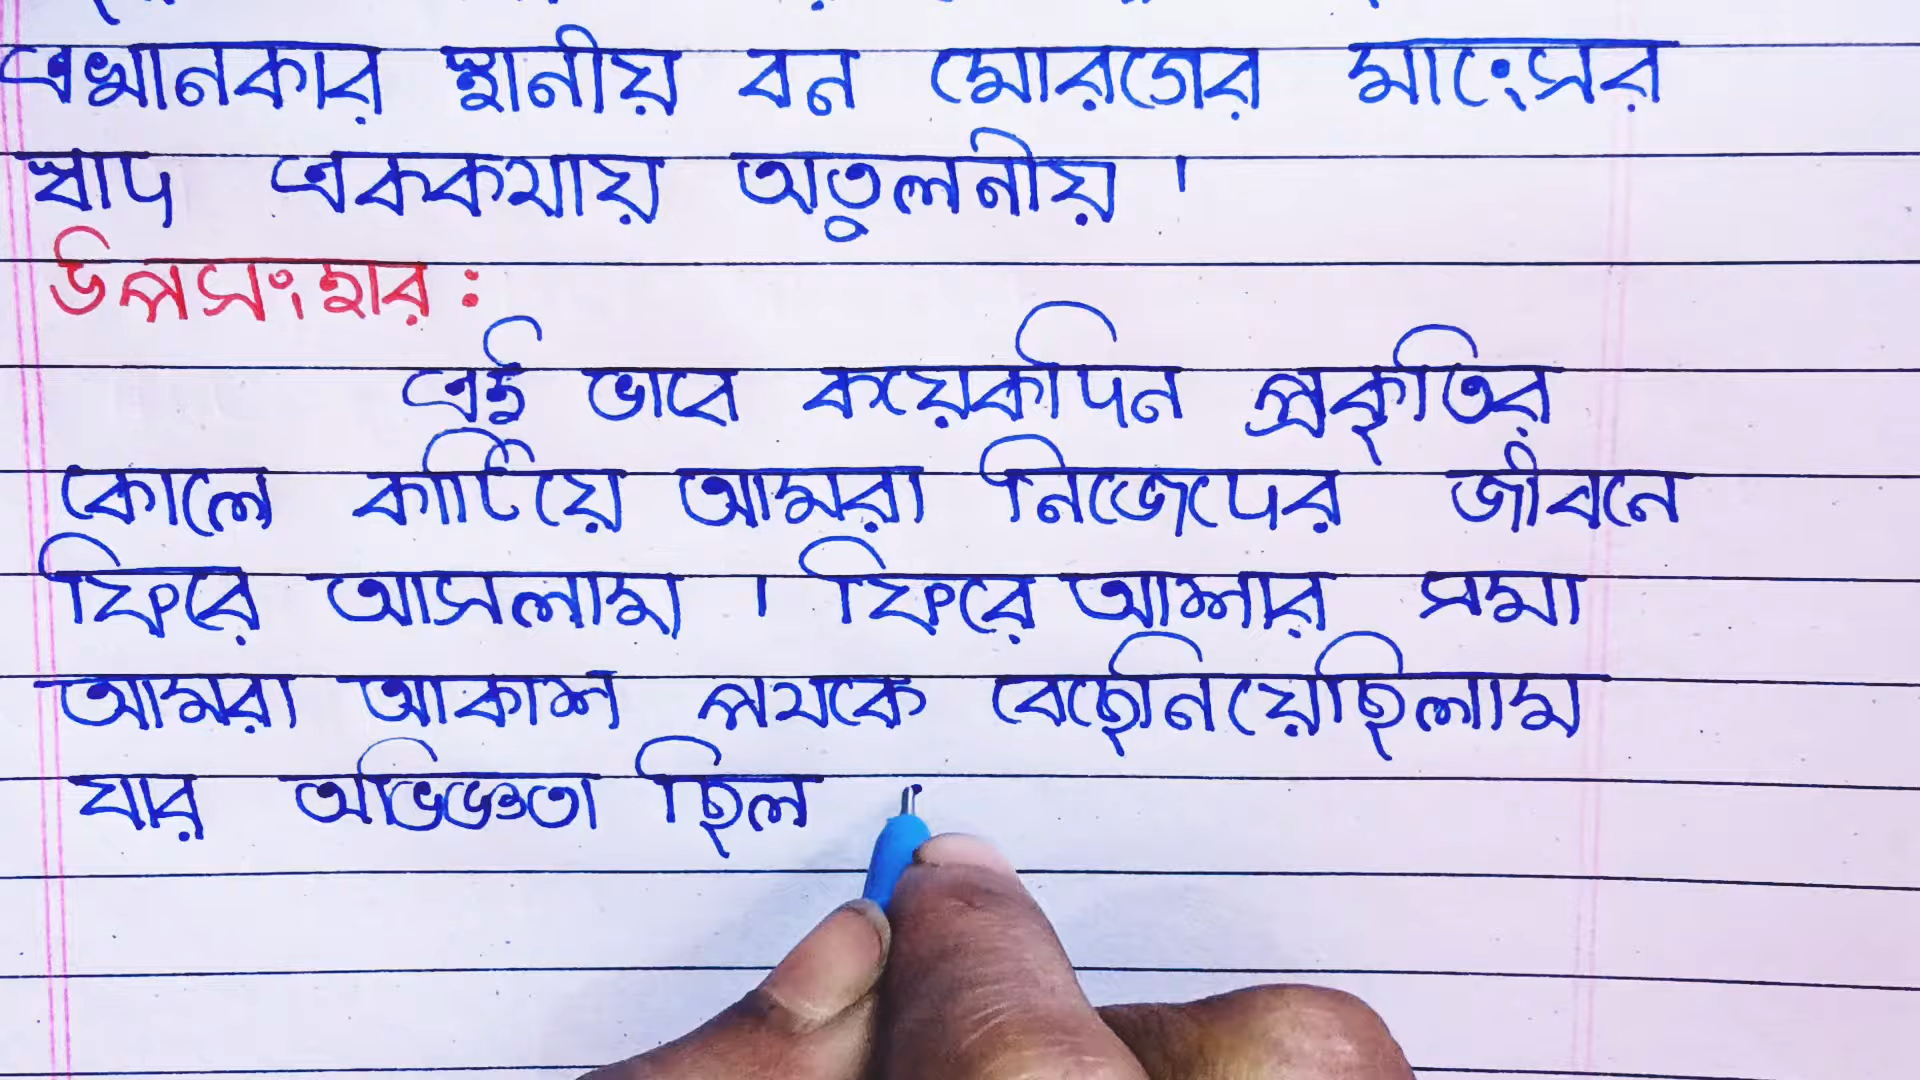 এখানকার স্থানীয় বন মোরগের মাংসের
স্বাদ এককথায় অতুলনীয় ।
উপসংহার :
এই ভাবে কয়েকদিন প্রকৃতির
কোলে কাটিয়ে আমরা নিজেদের জীবনে
ফিরে আসলাম । ফিরে আশার সময়
আমরা আকাশ পথকে বেছেনিয়েছিলাম
যার অভিজ্ঞতা ছিল